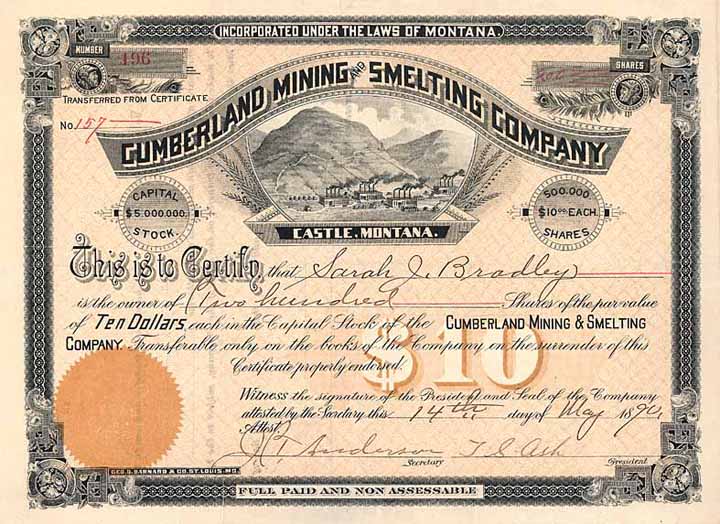 INCORPORATED UNDER THE LAWS OF MONTANA.
NUMBER
196
SHARES
200
TRANSFERRED FROM CERTIFICATE
No. 157
CUMBERLAND MINING AND SMELTING COMPANY
CAPITAL
$5.000.000.
STOCK.
500.000.
$10.00 EACH.
SHARES.
CASTLE. MONTANA.
This is to Certify, that Sarah J. Bradley
is the owner of Two hundred Shares of the par value
of Ten Dollars, each in the Capital Stock of the CUMBERLAND MINING & SMELTING
COMPANY. Transferable only on the books of the Company on the surrender of this
Certificate properly endorsed.
$10
Witness the signature of the President and Seal of the Company
attested by the Secretary this 14th day of May 189
Attest.
Anderson
Secretary
President
GEO. D. BARNARD & CO. ST. LOUIS. MO.
FULL PAID AND NON ASSESSABLE